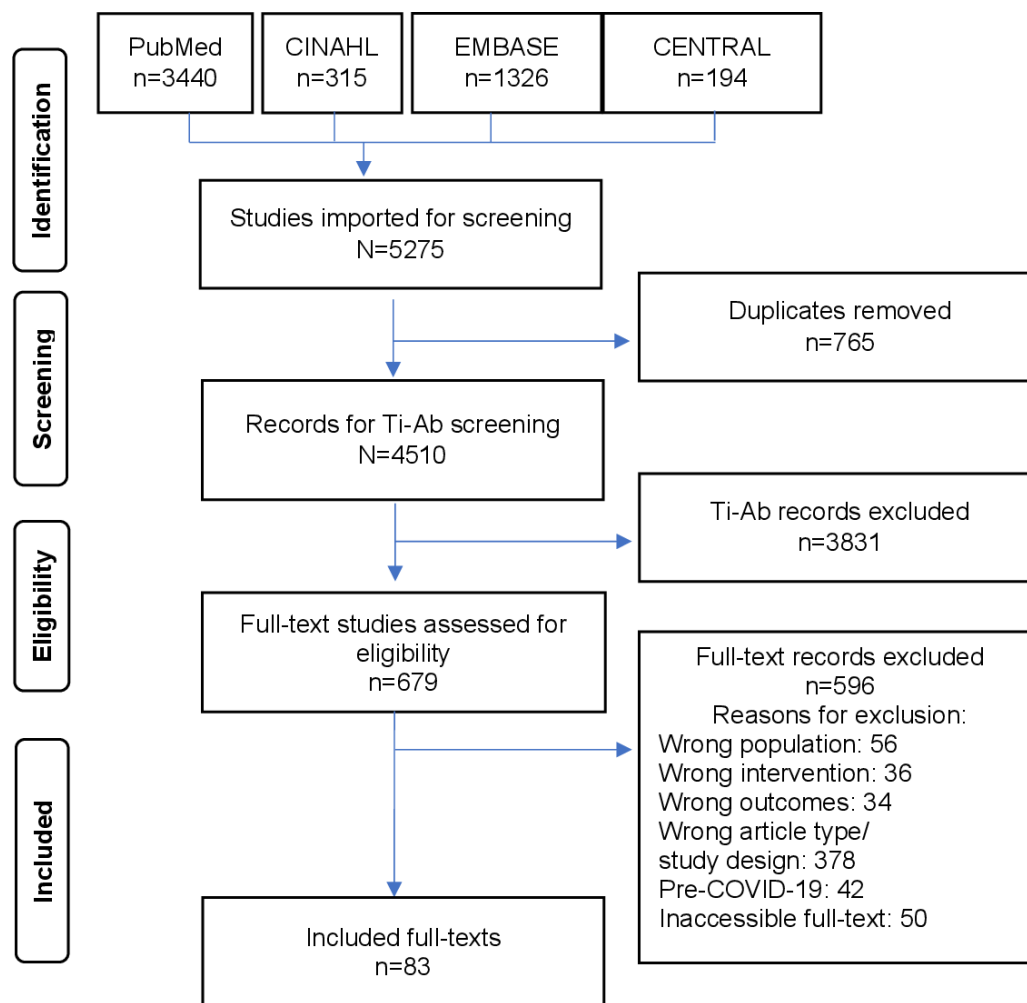 PubMed
n=3440
CINAHL
n=315
EMBASE
n=1326
CENTRAL
n=194
Identification
Studies imported for screening
N=5275
Duplicates removed
n=765
Screening
Records for Ti-Ab screening
N=4510
Ti-Ab records excluded
n=3831
Eligibility
Full-text studies assessed for
eligibility
n=679
Full-text records excluded
n=596
Reasons for exclusion:
Wrong population: 56
Wrong intervention: 36
Wrong outcomes: 34
Wrong article type/
study design: 378
Pre-COVID-19: 42
Inaccessible full-text: 50
Included
Included full-texts
n=83